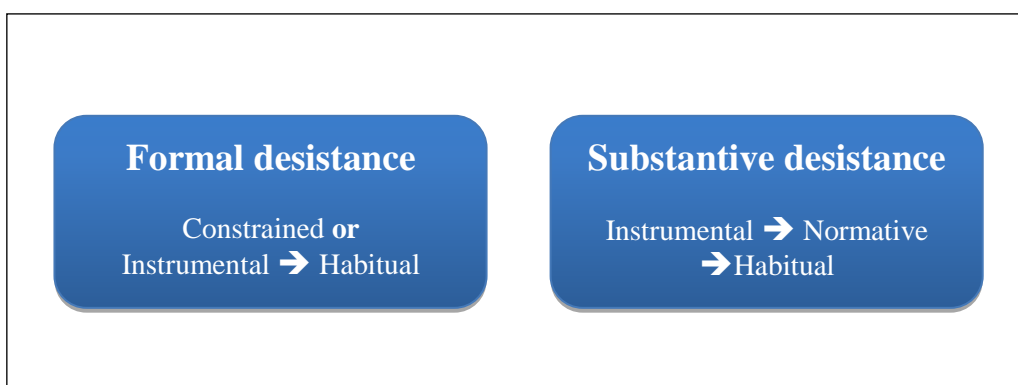 Formal desistance
Constrained or
Instrumental ➔ Habitual
Substantive desistance
Instrumental ➔ Normative
➔Habitual